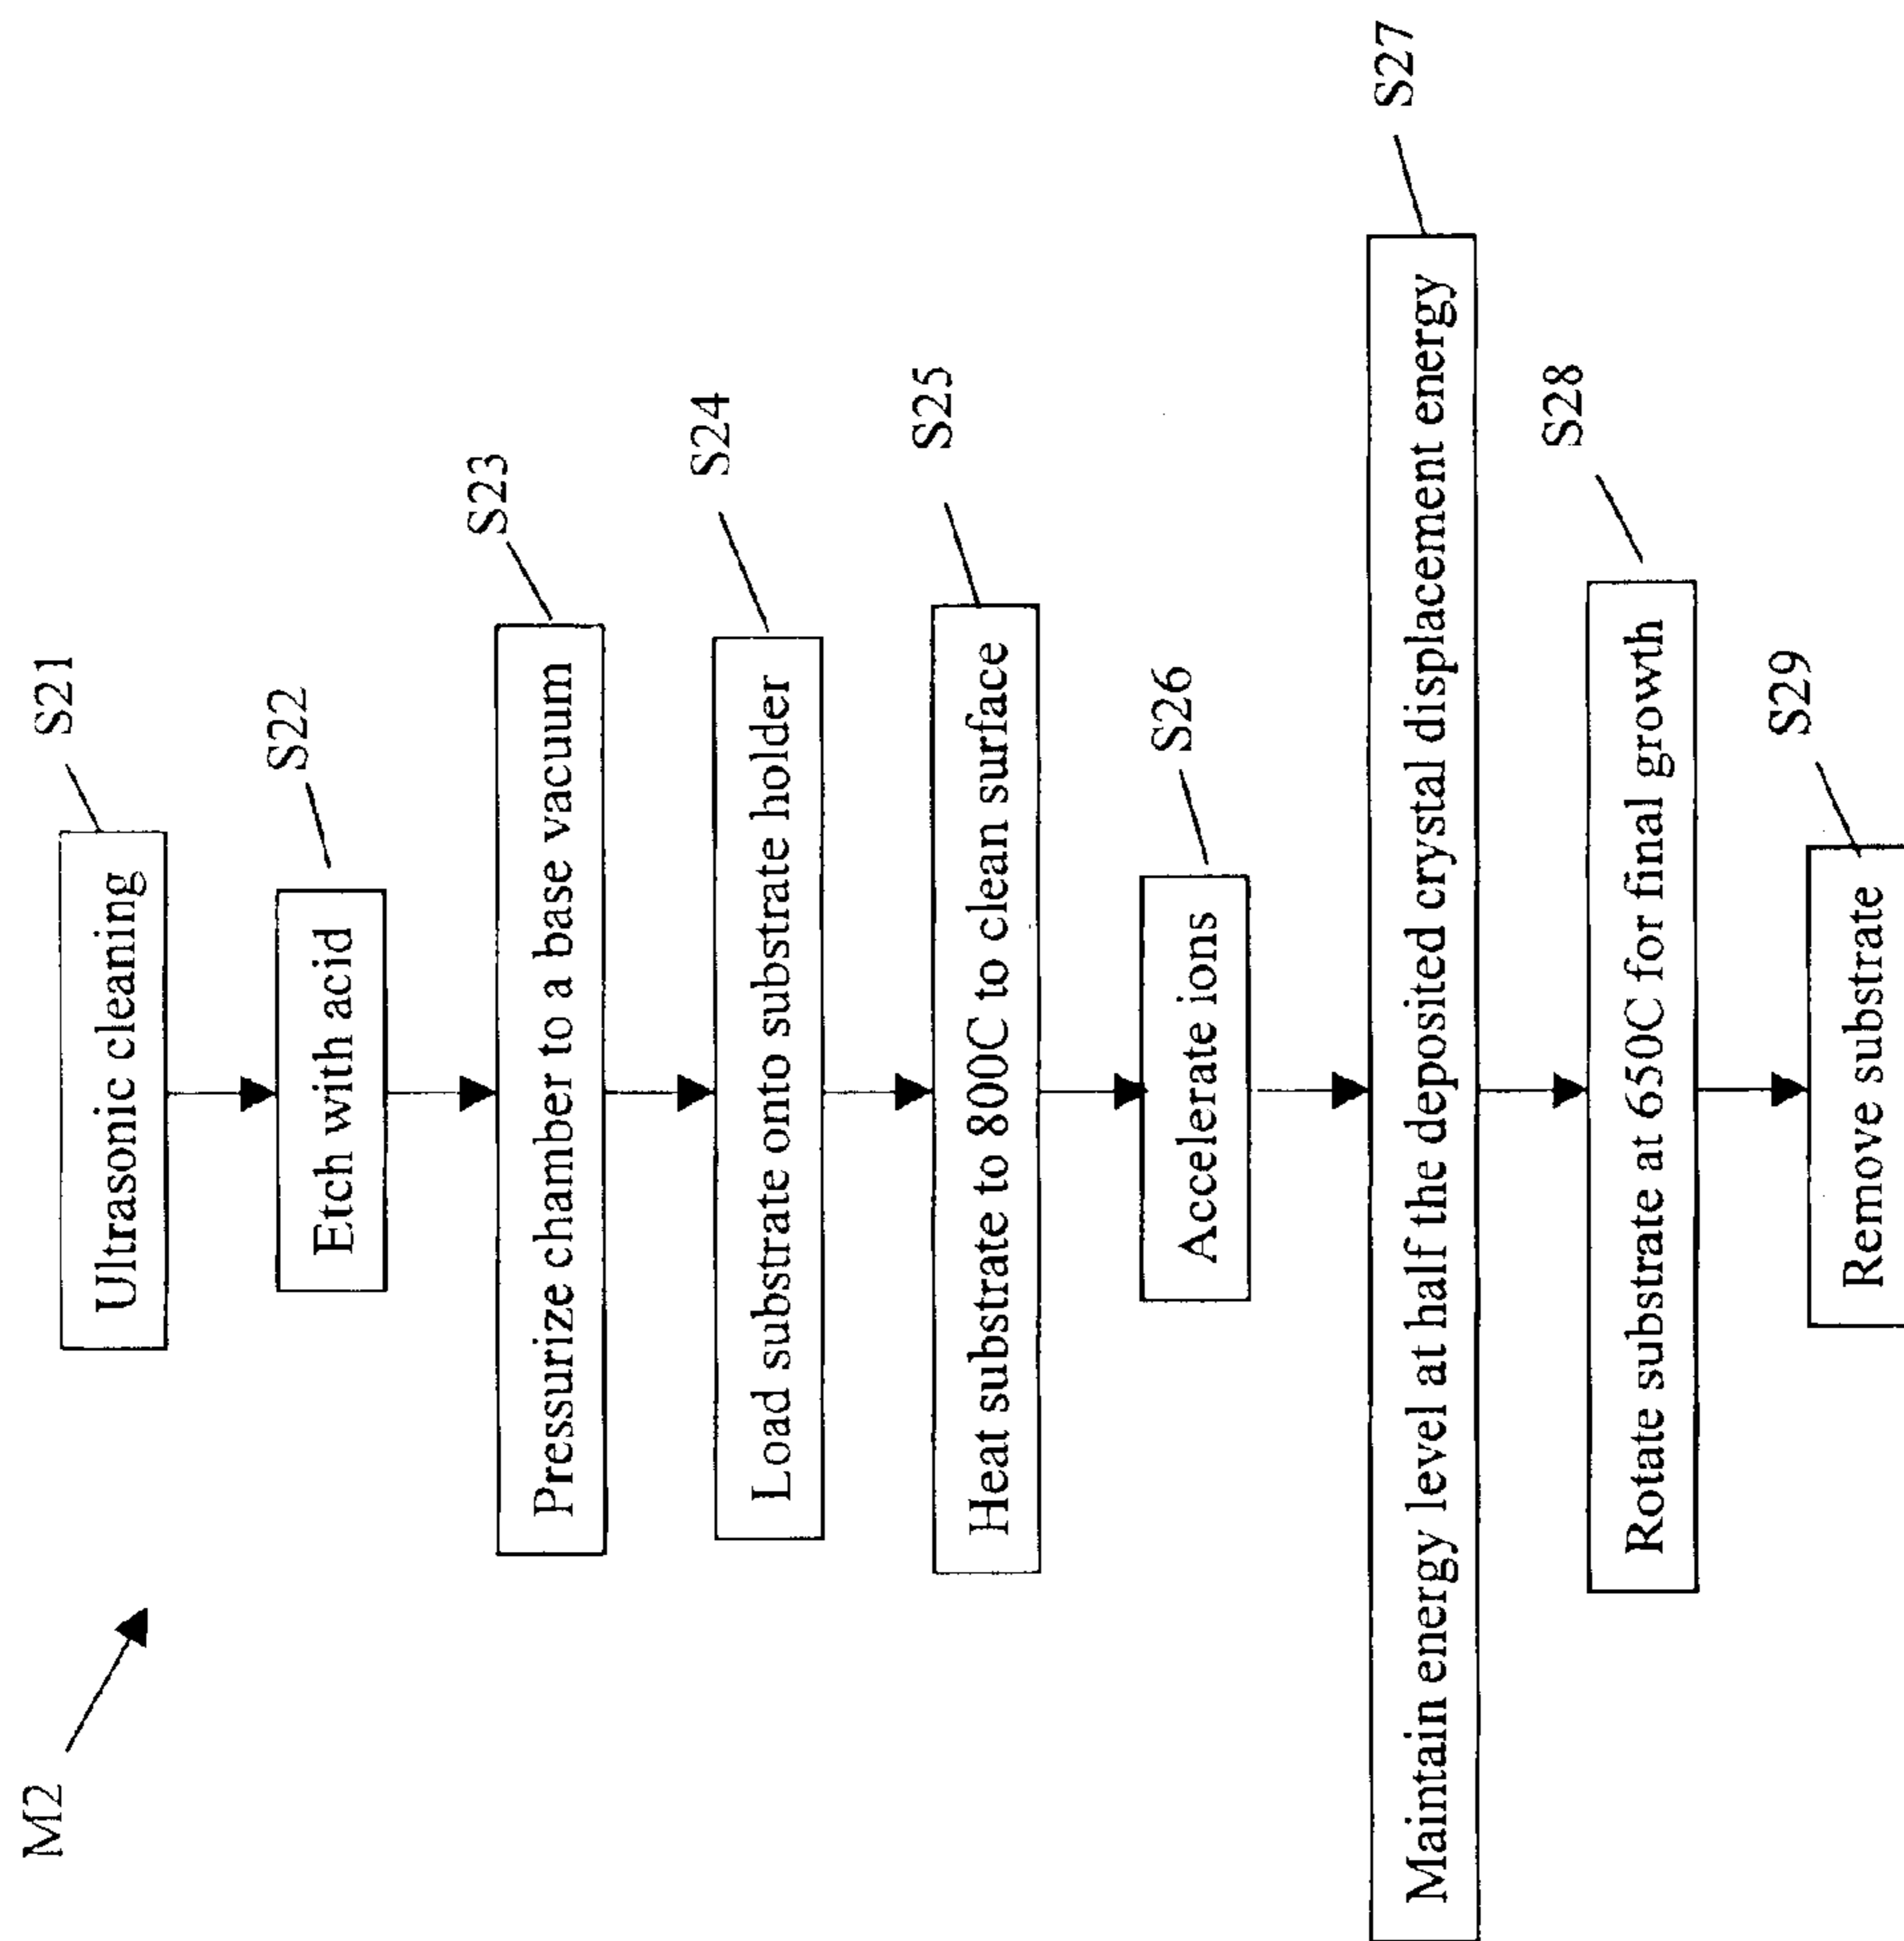 M2
Ultrasonic cleaning
S21
Etch with acid
S22
Pressurize chamber to a base vacuum
S23
Load substrate onto substrate holder
S24
Heat substrate to 800C to clean surface
S25
Accelerate ions
S26
Maintain energy level at half the deposited crystal displacement energy
S27
Rotate substrate at 650C for final growth
S28
Remove substrate
S29